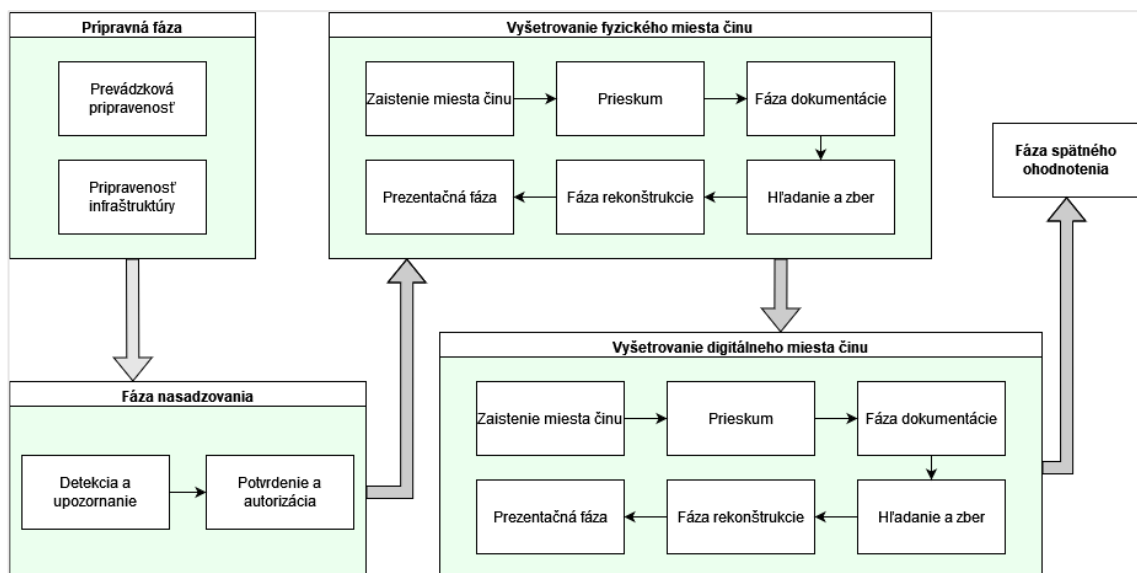 Prípravná fáza
Prevádzková
pripravenosť
Pripravenosť
infraštruktúry
Fáza nasadzovania
Detekcia a
upozornanie
Potvrdenie a
autorizácia
Vyšetrovanie fyzického miesta činu
Zaistenie miesta činu
Prieskum
Fáza dokumentácie
Hľadanie a zber
Fáza rekonštrukcie
Prezentačná fáza
Vyšetrovanie digitálneho miesta činu
Zaistenie miesta činu
Prieskum
Fáza dokumentácie
Hľadanie a zber
Fáza rekonštrukcie
Prezentačná fáza
Fáza spätného
ohodnotenia